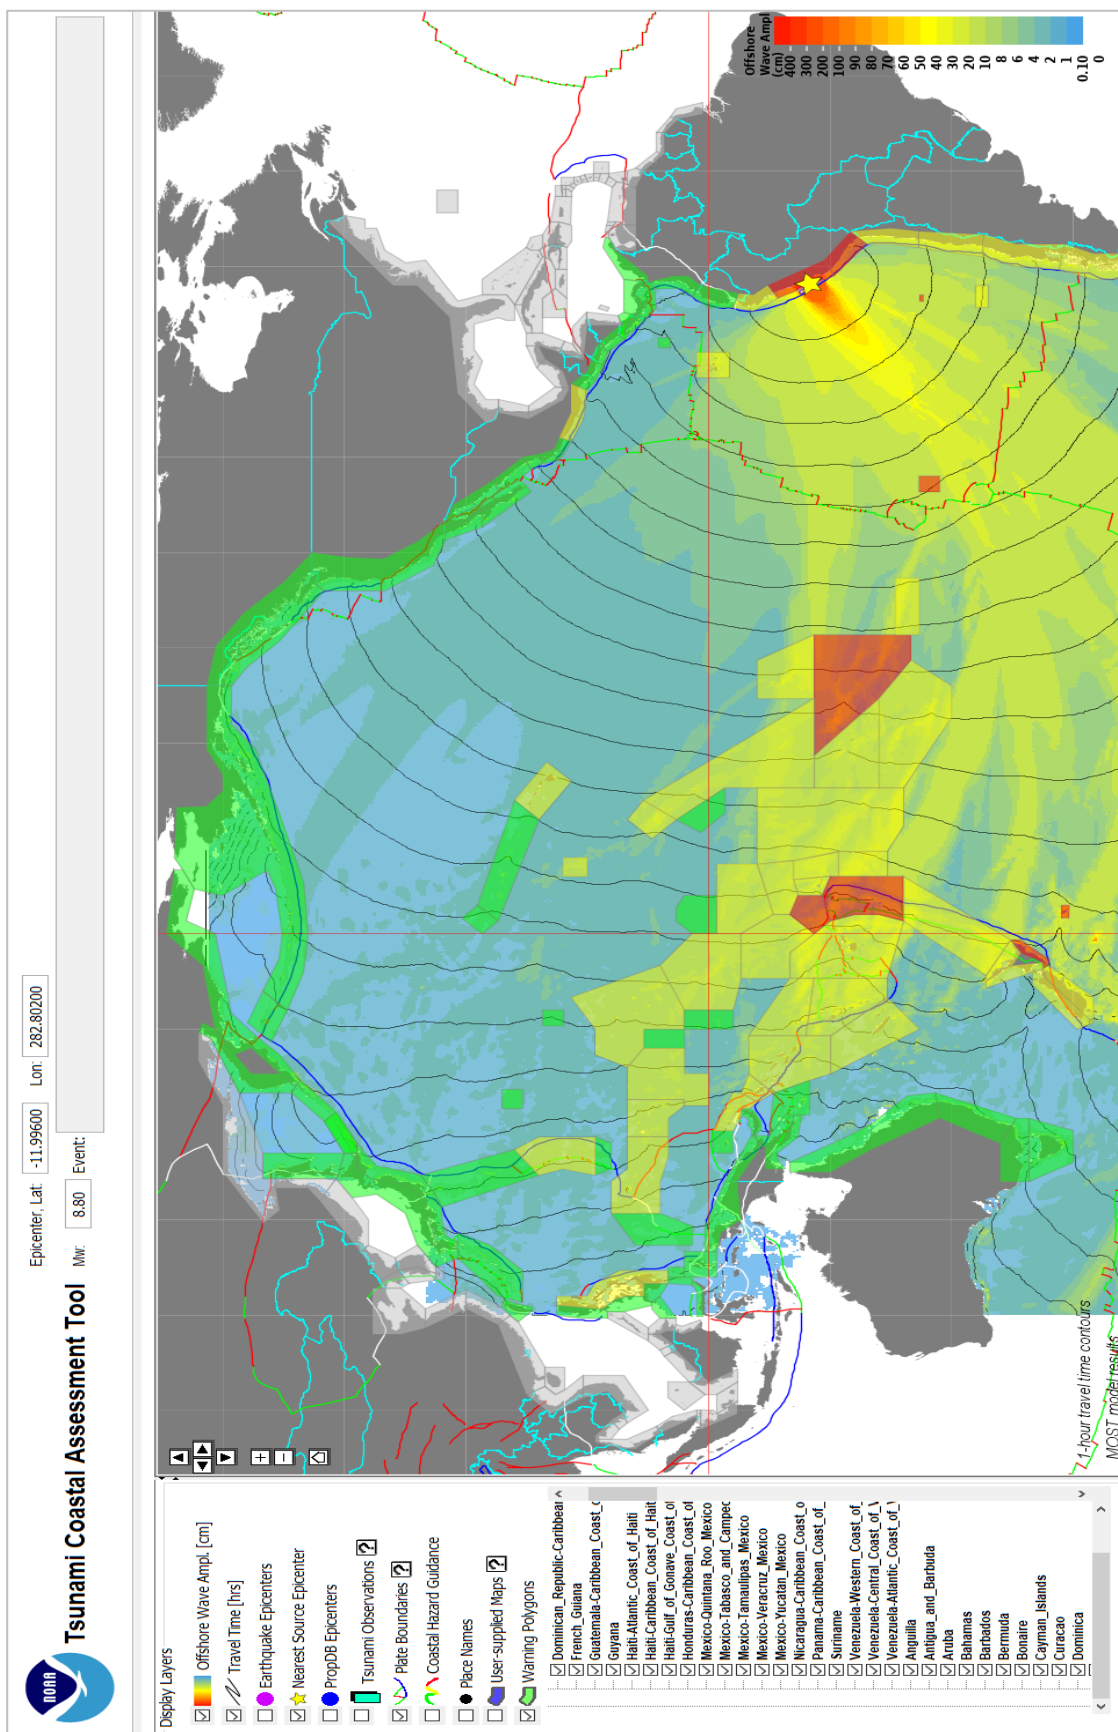 NOAA
Tsunami Coastal Assessment Tool
Epicenter, Lat: -11.99600 Lon: 282.80200
Mw: 8.80 Event:
Display Layers
Offshore Wave Ampl. [cm]
Travel Time [hrs]
Earthquake Epicenters
Nearest Source Epicenter
PropDB Epicenters
Tsunami Observations [?]
Plate Boundaries [?]
Coastal Hazard Guidance
Place Names
User-supplied Maps [?]
Warning Polygons
Dominican_Republic-Caribbean
French_Guiana
Guatemala-Caribbean_Coast_o
Guyana
Haiti-Atlantic_Coast_of_Haiti
Haiti-Caribbean_Coast_of_Hait
Haiti-Gulf_of_Gonave_Coast_of
Honduras-Caribbean_Coast_of
Mexico-Quintana_Roo_Mexico
Mexico-Tabasco_and_Campec
Mexico-Tamaulipas_Mexico
Mexico-Veracruz_Mexico
Mexico-Yucatan_Mexico
Nicaragua-Caribbean_Coast_o
Panama-Caribbean_Coast_of_
Suriname
Venezuela-Western_Coast_of_
Venezuela-Central_Coast_of_V
Venezuela-Atlantic_Coast_of_V
Anguilla
Antigua_and_Barbuda
Aruba
Bahamas
Barbados
Bermuda
Bonaire
Cayman_Islands
Curacao
Dominica
+
−
Offshore
Wave Ampl
(cm)
400
300
200
100
90
80
70
60
50
40
30
20
10
8
6
4
2
1
0.10
0
1-hour travel time contours
MOST model results